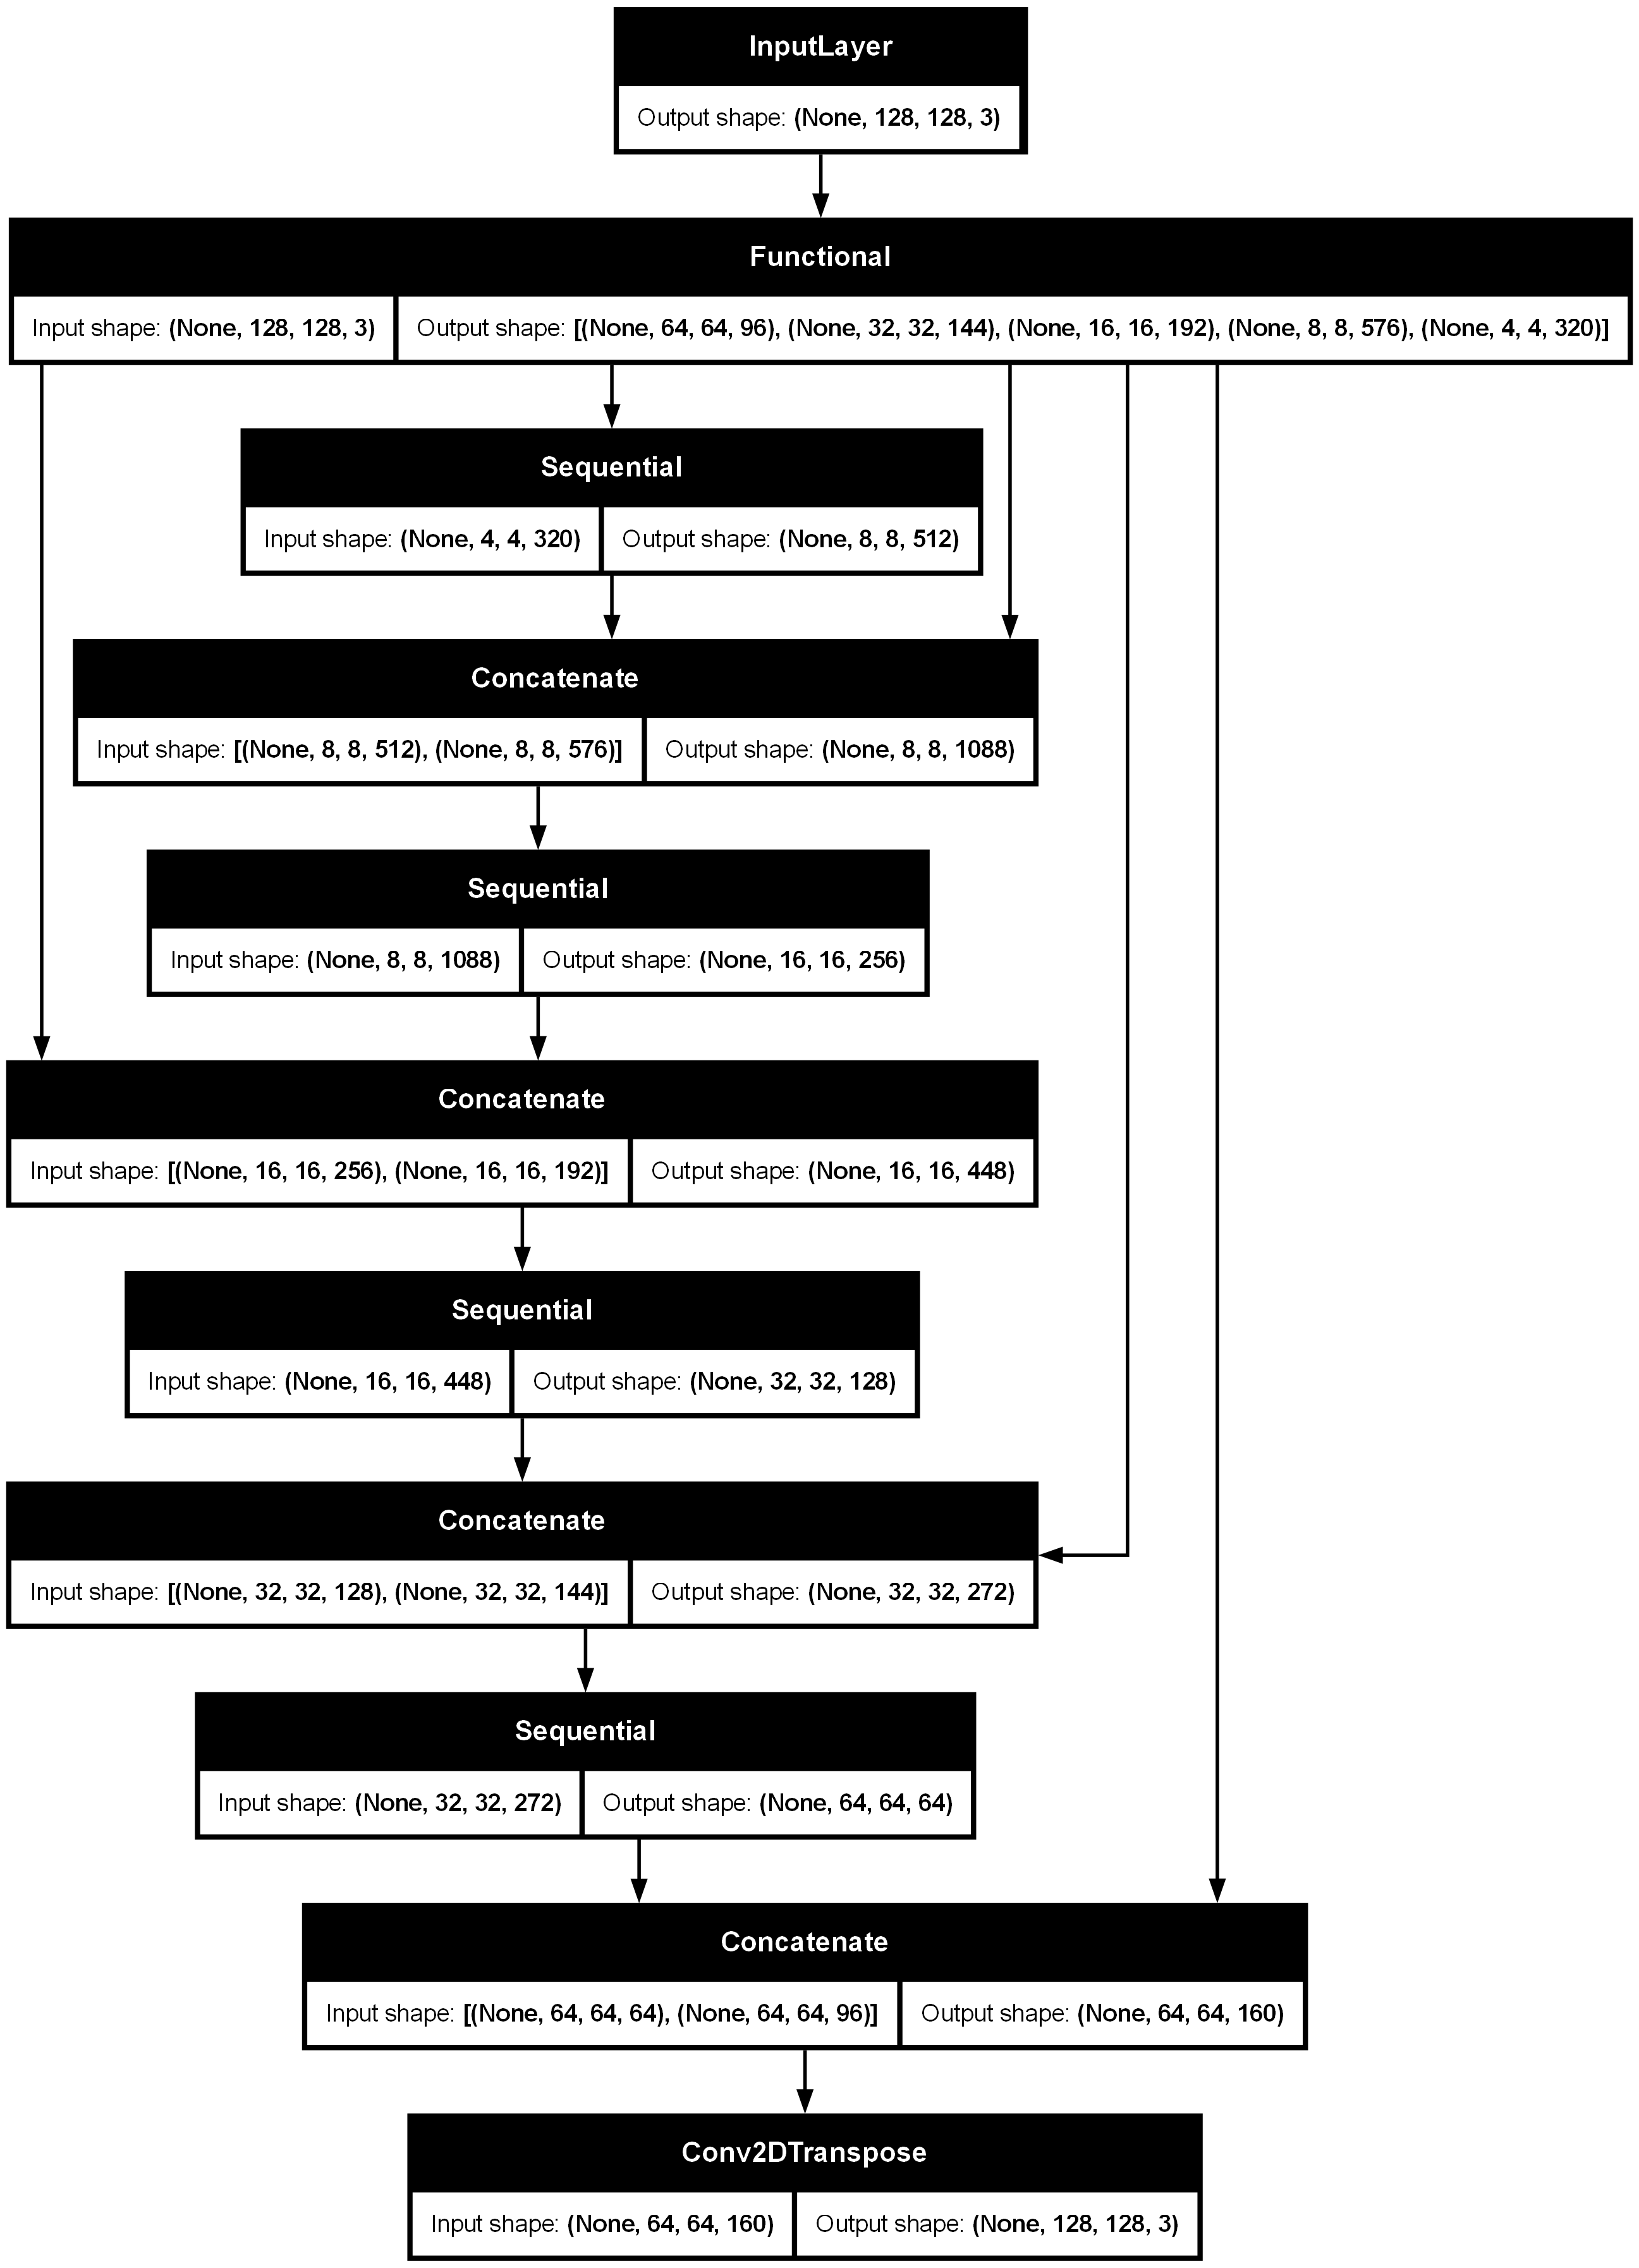 InputLayer
Output shape: (None, 128, 128, 3)
Functional
Input shape: (None, 128, 128, 3)
Output shape: [(None, 64, 64, 96), (None, 32, 32, 144), (None, 16, 16, 192), (None, 8, 8, 576), (None, 4, 4, 320)]
Sequential
Input shape: (None, 4, 4, 320)
Output shape: (None, 8, 8, 512)
Concatenate
Input shape: [(None, 8, 8, 512), (None, 8, 8, 576)]
Output shape: (None, 8, 8, 1088)
Sequential
Input shape: (None, 8, 8, 1088)
Output shape: (None, 16, 16, 256)
Concatenate
Input shape: [(None, 16, 16, 256), (None, 16, 16, 192)]
Output shape: (None, 16, 16, 448)
Sequential
Input shape: (None, 16, 16, 448)
Output shape: (None, 32, 32, 128)
Concatenate
Input shape: [(None, 32, 32, 128), (None, 32, 32, 144)]
Output shape: (None, 32, 32, 272)
Sequential
Input shape: (None, 32, 32, 272)
Output shape: (None, 64, 64, 64)
Concatenate
Input shape: [(None, 64, 64, 64), (None, 64, 64, 96)]
Output shape: (None, 64, 64, 160)
Conv2DTranspose
Input shape: (None, 64, 64, 160)
Output shape: (None, 128, 128, 3)